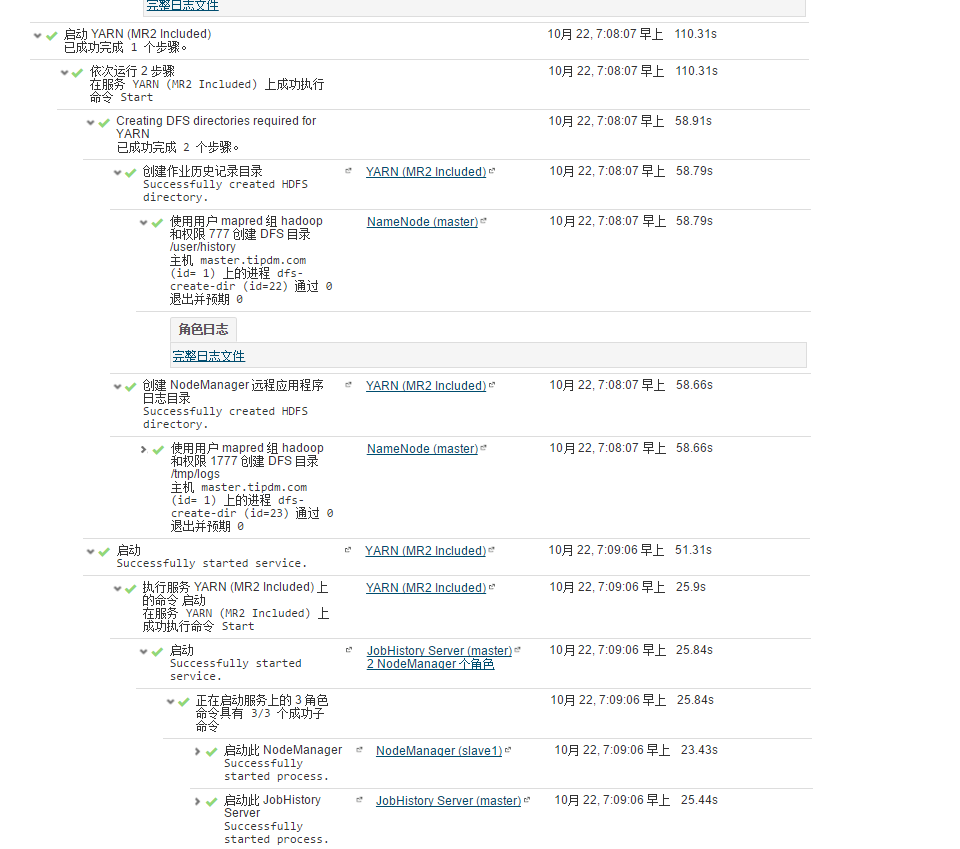 完整日志文件
启动 YARN (MR2 Included) 10月 22, 7:08:07 早上 110.31s
已成功完成 1 个步骤。
依次运行 2 步骤 10月 22, 7:08:07 早上 110.31s
在服务 YARN (MR2 Included) 上成功执行
命令 Start
Creating DFS directories required for 10月 22, 7:08:07 早上 58.91s
YARN
已成功完成 2 个步骤。
创建作业历史记录目录 YARN (MR2 Included) 10月 22, 7:08:07 早上 58.79s
Successfully created HDFS
directory.
使用用户 mapred 组 hadoop NameNode (master) 10月 22, 7:08:07 早上 58.79s
和权限 777 创建 DFS 目录
/user/history
主机 master.tipdm.com
(id= 1) 上的进程 dfs-
create-dir (id=22) 通过 0
退出并预期 0
角色日志
完整日志文件
创建 NodeManager 远程应用程序 YARN (MR2 Included) 10月 22, 7:08:07 早上 58.66s
日志目录
Successfully created HDFS
directory.
使用用户 mapred 组 hadoop NameNode (master) 10月 22, 7:08:07 早上 58.66s
和权限 1777 创建 DFS 目录
/tmp/logs
主机 master.tipdm.com
(id= 1) 上的进程 dfs-
create-dir (id=23) 通过 0
退出并预期 0
启动 YARN (MR2 Included) 10月 22, 7:09:06 早上 51.31s
Successfully started service.
执行服务 YARN (MR2 Included) 上 YARN (MR2 Included) 10月 22, 7:09:06 早上 25.9s
的命令 启动
在服务 YARN (MR2 Included) 上
成功执行命令 Start
启动 JobHistory Server (master) 10月 22, 7:09:06 早上 25.84s
Successfully started 2 NodeManager 个角色
service.
正在启动服务上的 3 角色 10月 22, 7:09:06 早上 25.84s
命令具有 3/3 个成功子
命令
启动此 NodeManager NodeManager (slave1) 10月 22, 7:09:06 早上 23.43s
Successfully
started process.
启动此 JobHistory JobHistory Server (master) 10月 22, 7:09:06 早上 25.44s
Server
Successfully
started process.